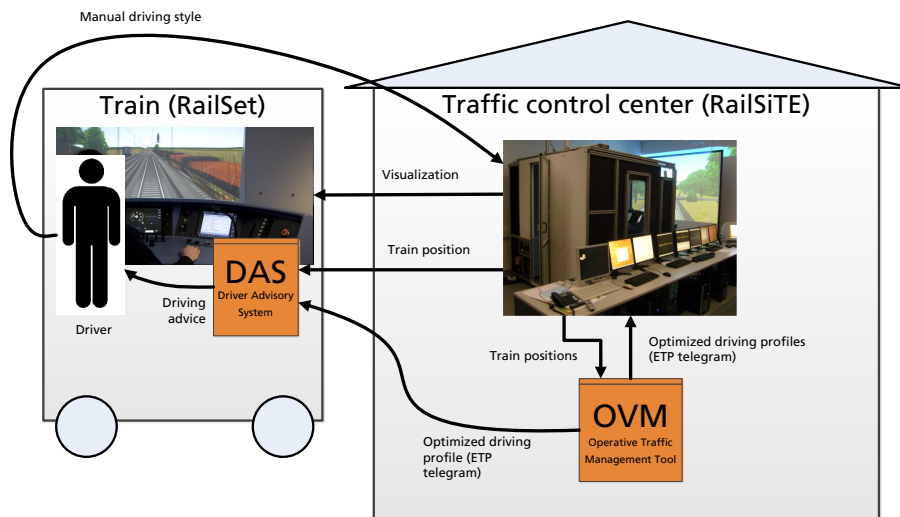 Manual driving style
Train (RailSet)
Traffic control center (RailSiTE)
Visualization
Train position
DAS
Driver Advisory
System
Driving
advice
Driver
Train positions
Optimized driving profiles
(ETP telegram)
OVM
Operative Traffic
Management Tool
Optimized driving
profile (ETP
telegram)